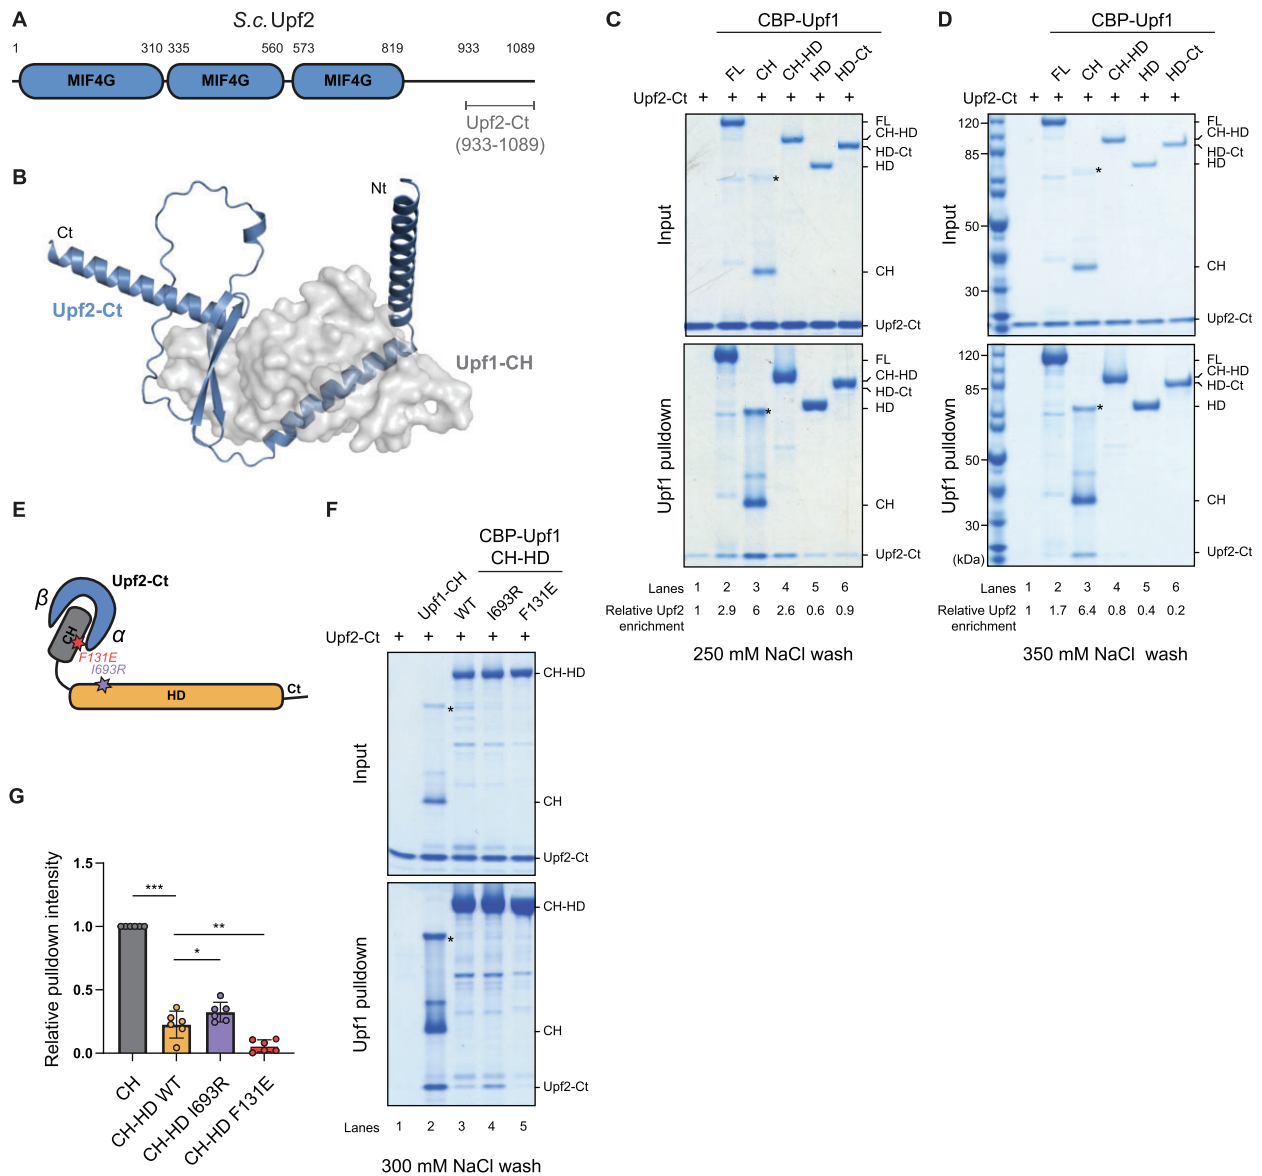 A
S.c. Upf2
1 310 335 560 573 819 933 1089
MIF4G MIF4G MIF4G
Upf2-Ct
(933-1089)
B
Nt
Ct
Upf2-Ct
Upf1-CH
C
CBP-Upf1
FL CH CH-HD HD HD-Ct
Upf2-Ct + + + + + +
Input
FL
CH-HD
HD-Ct
HD
*
CH
Upf2-Ct
Upf1 pulldown
FL
CH-HD
HD-Ct
HD
*
CH
Upf2-Ct
Lanes 1 2 3 4 5 6
Relative Upf2 1 2.9 6 2.6 0.6 0.9
enrichment
250 mM NaCl wash
D
CBP-Upf1
FL CH CH-HD HD HD-Ct
Upf2-Ct + + + + + +
Input
120
85
50
30
FL
CH-HD
HD-Ct
HD
*
CH
Upf2-Ct
Upf1 pulldown
120
85
50
30
(kDa)
FL
CH-HD
HD-Ct
HD
*
CH
Upf2-Ct
Lanes 1 2 3 4 5 6
Relative Upf2 1 1.7 6.4 0.8 0.4 0.2
enrichment
350 mM NaCl wash
E
Upf2-Ct
β
α
CH
F131E
I693R
HD
Ct
F
CBP-Upf1
CH-HD
Upf1-CH WT I693R F131E
Upf2-Ct + + + + +
Input
CH-HD
*
CH
Upf2-Ct
Upf1 pulldown
CH-HD
*
CH
Upf2-Ct
Lanes 1 2 3 4 5
300 mM NaCl wash
G
Relative pulldown intensity
1.5
1.0
0.5
0.0
***
**
*
CH
CH-HD WT
CH-HD I693R
CH-HD F131E